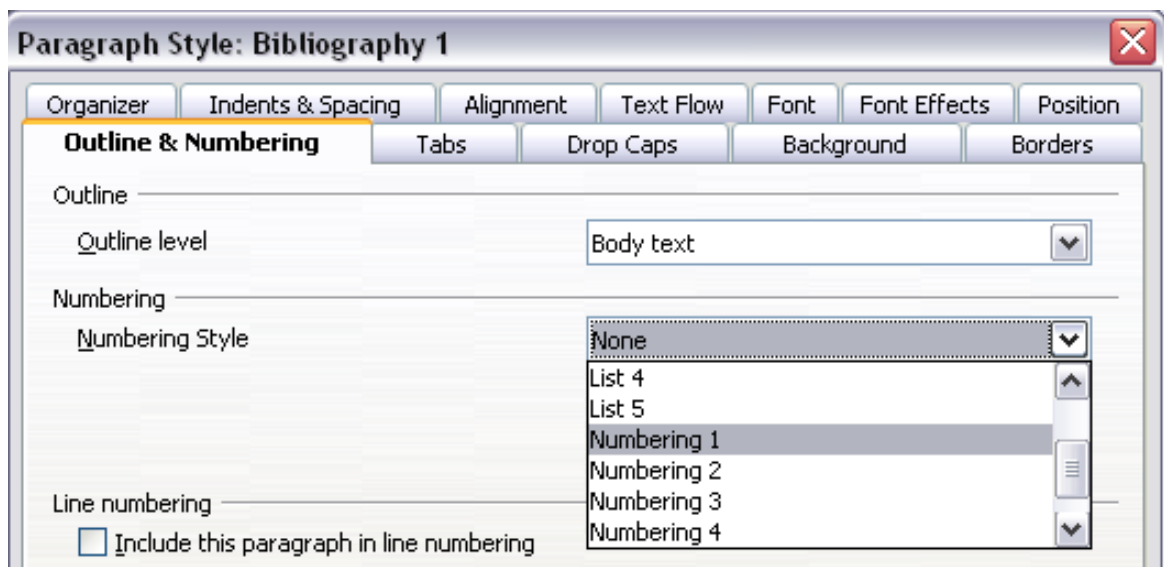 Paragraph Style: Bibliography 1
Organizer Indents & Spacing Alignment Text Flow Font Font Effects Position
Outline & Numbering Tabs Drop Caps Background Borders
Outline
Outline level Body text
Numbering
Numbering Style None
List 4
List 5
Numbering 1
Numbering 2
Numbering 3
Line numbering
Numbering 4
Include this paragraph in line numbering